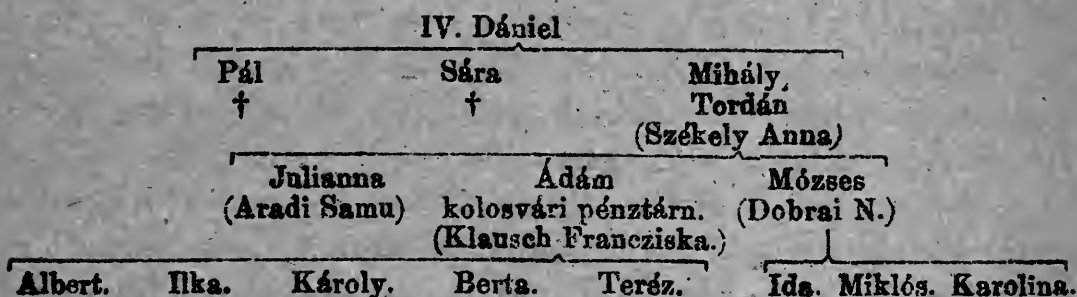 IV. Dániel
Pál Sára Mihály,
† † Tordán
(Székely Anna)
Julianna Ádám Mózses
(Aradi Samu) kolosvári pénztárn. (Dobrai N.)
(Klausch Francziska.)
Albert. Ilka. Károly. Berta. Teréz. Ida. Miklós. Karolina.